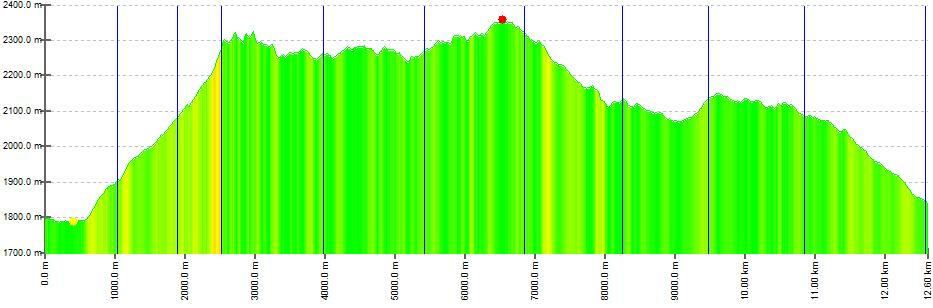 2400.0 m
2300.0 m
2200.0 m
2100.0 m
2000.0 m
1900.0 m
1800.0 m
1700.0 m
0.0 m
1000.0 m
2000.0 m
3000.0 m
4000.0 m
5000.0 m
6000.0 m
7000.0 m
8000.0 m
9000.0 m
10.00 km
11.00 km
12.00 km
12.60 km